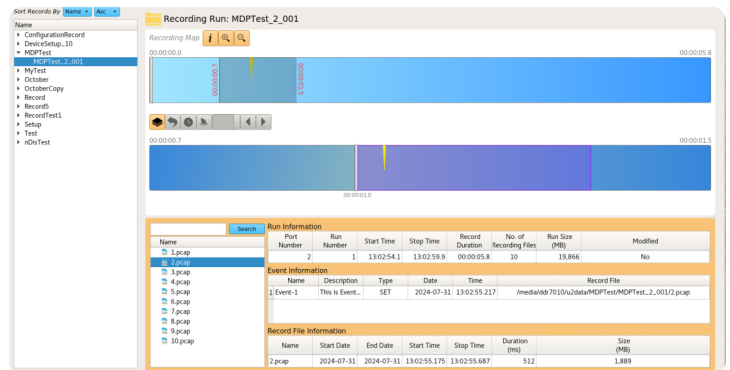 Sort Records By Name Asc
Name
ConfigurationRecord
DeviceSetup_10
MDPTest
MDPTest_2_001
MyTest
October
OctoberCopy
Record
Record5
RecordTest1
Setup
Test
nDisTest
Recording Run: MDPTest_2_001
Recording Map i
00:00:00.0 00:00:05.8
00:00:00.7 00:00:01.5
00:00:00.7 00:00:01.5
00:00:01.0
Search
Name
1.pcap
2.pcap
3.pcap
4.pcap
5.pcap
6.pcap
7.pcap
8.pcap
9.pcap
10.pcap
Run Information
Port Number Run Number Start Time Stop Time Record Duration No. of Recording Files Run Size (MB) Modified
2 1 13:02:54.1 13:02:59.9 00:00:05.8 10 19,866 No
Event Information
Name Description Type Date Time Record File
1 Event-1 This is Event... SET 2024-07-31 13:02:55.217 /media/ddr7010/u2data/MDPTest/MDPTest_2_001/2.pcap
Record File Information
Name Start Date End Date Start Time Stop Time Duration (ms) Size (MB)
2.pcap 2024-07-31 2024-07-31 13:02:55.175 13:02:55.687 512 1,889